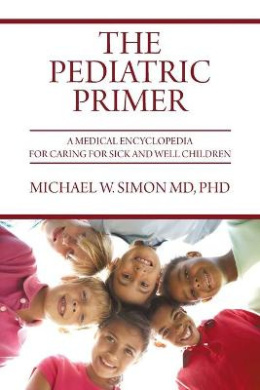 THE
PEDIATRIC
PRIMER
A MEDICAL ENCYCLOPEDIA
FOR CARING FOR SICK AND WELL CHILDREN
MICHAEL W. SIMON MD, PHD